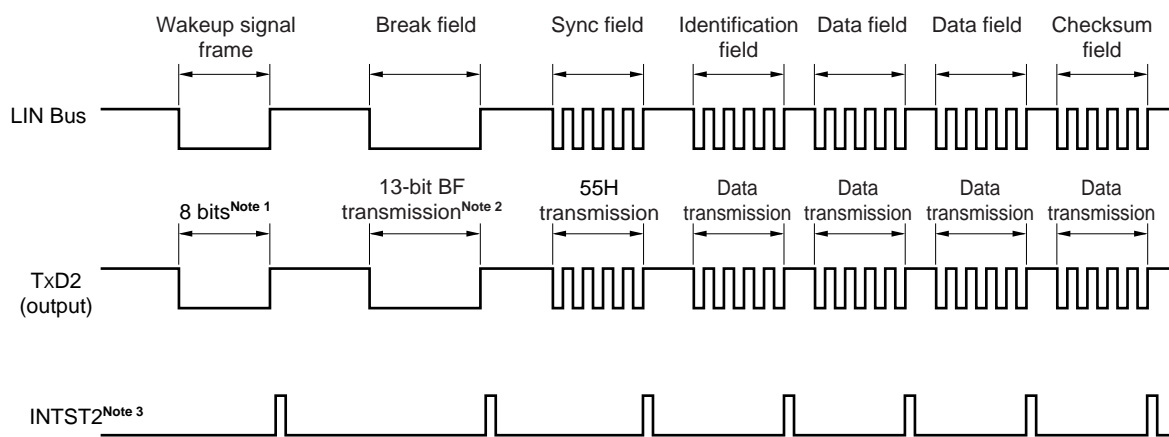 Wakeup signal
frame
Break field
Sync field
Identification
field
Data field
Data field
Checksum
field
LIN Bus
8 bitsNote 1
13-bit BF
transmissionNote 2
55H
transmission
Data
transmission
Data
transmission
Data
transmission
Data
transmission
TxD2
(output)
INTST2Note 3